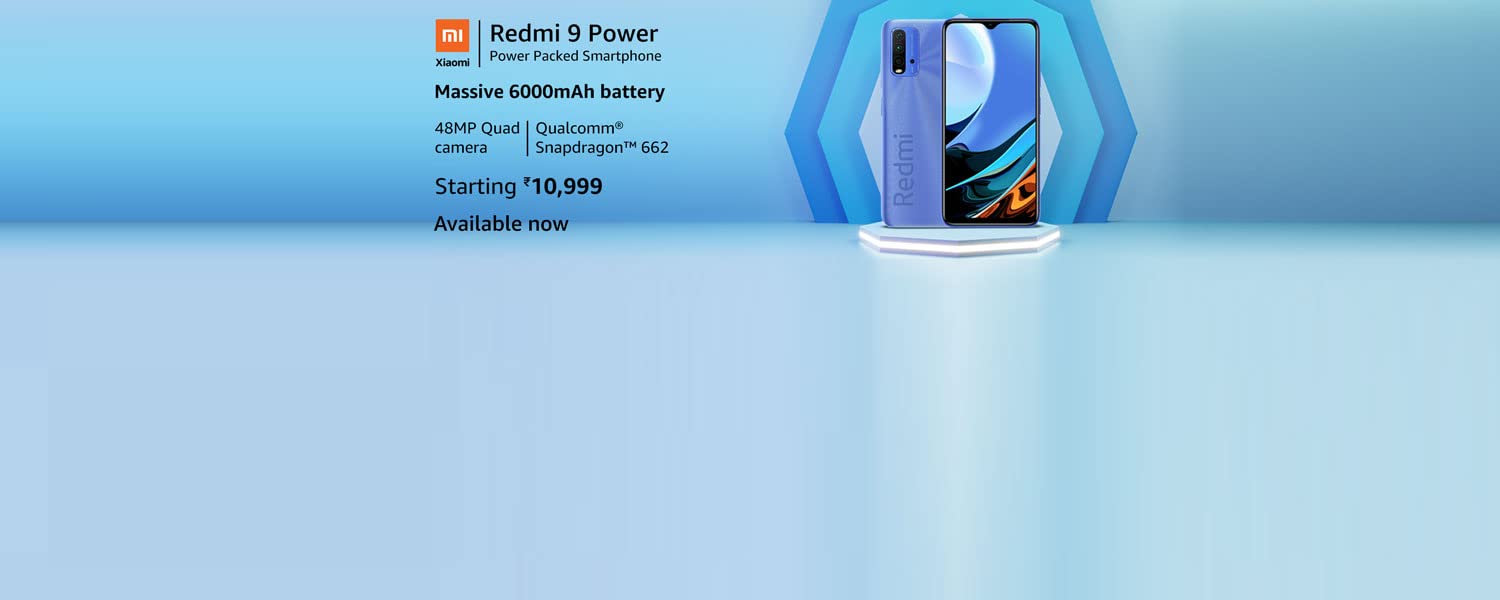 mi
Xiaomi
Redmi 9 Power
Power Packed Smartphone
Massive 6000mAh battery
48MP Quad
camera
Qualcomm®
Snapdragon™ 662
Starting ₹10,999
Available now
Redmi